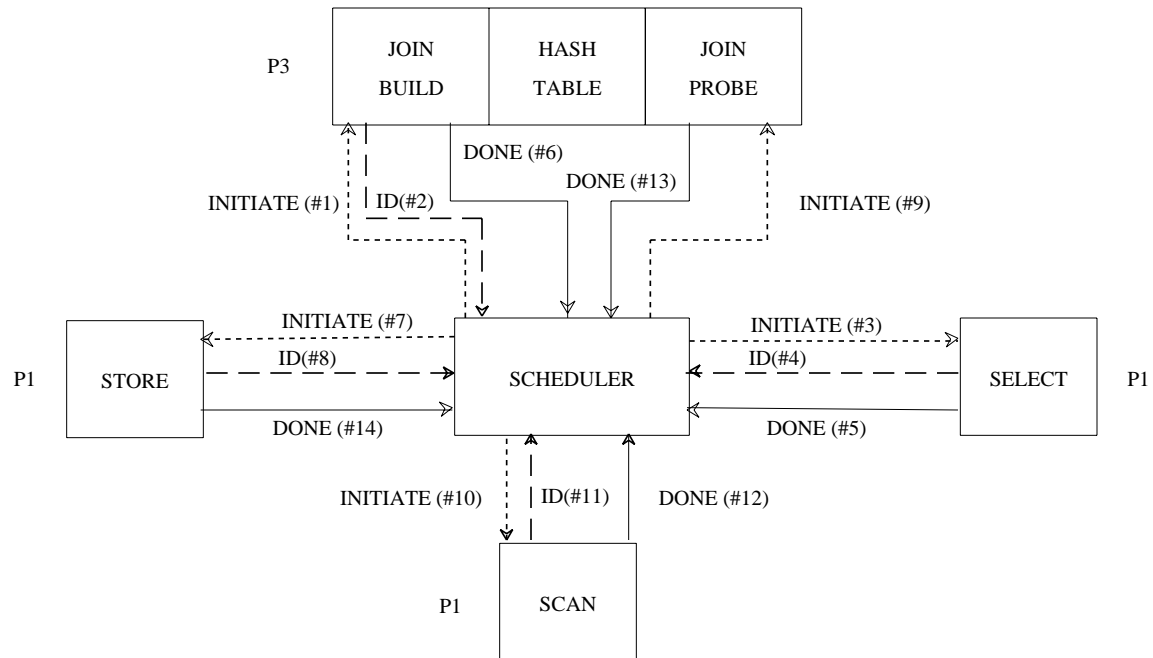 JOIN
BUILD
HASH
TABLE
JOIN
PROBE
P3
DONE (#6)
DONE (#13)
INITIATE (#1)
ID(#2)
INITIATE (#9)
INITIATE (#7)
INITIATE (#3)
ID(#8)
ID(#4)
P1
STORE
SCHEDULER
SELECT
P1
DONE (#14)
DONE (#5)
INITIATE (#10)
ID(#11)
DONE (#12)
P1
SCAN